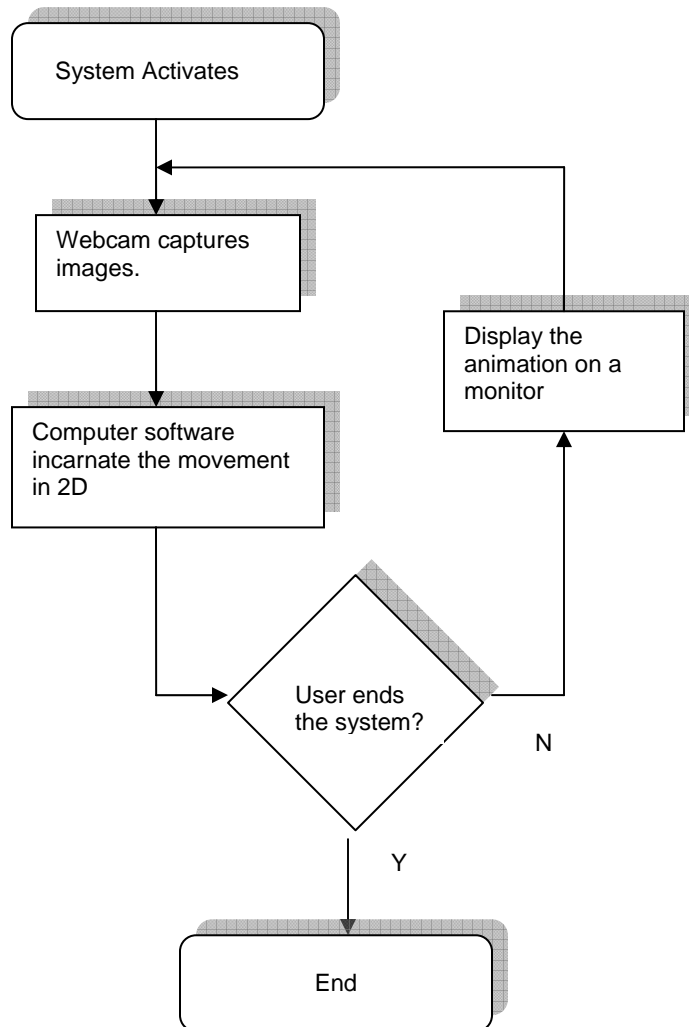 System Activates
Webcam captures
images.
Display the
animation on a
monitor
Computer software
incarnate the movement
in 2D
User ends
the system?
N
Y
End